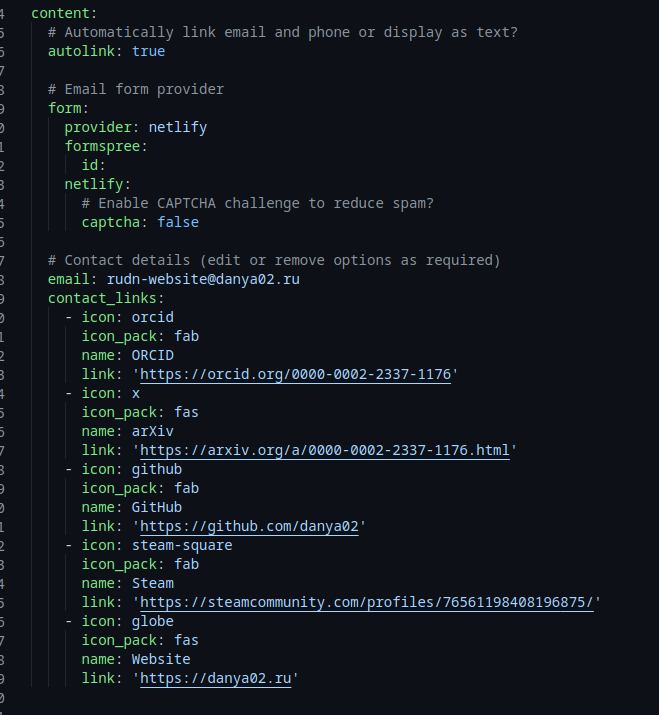 4 content:
5 # Automatically link email and phone or display as text?
6 autolink: true
7
8 # Email form provider
9 form:
0 provider: netlify
1 formspree:
2 id:
3 netlify:
4 # Enable CAPTCHA challenge to reduce spam?
5 captcha: false
6
7 # Contact details (edit or remove options as required)
8 email: rudn-website@danya02.ru
9 contact_links:
0 - icon: orcid
1 icon_pack: fab
2 name: ORCID
3 link: 'https://orcid.org/0000-0002-2337-1176'
4 - icon: x
5 icon_pack: fas
6 name: arXiv
7 link: 'https://arxiv.org/a/0000-0002-2337-1176.html'
8 - icon: github
9 icon_pack: fab
0 name: GitHub
1 link: 'https://github.com/danya02'
2 - icon: steam-square
3 icon_pack: fab
4 name: Steam
5 link: 'https://steamcommunity.com/profiles/76561198408196875/'
6 - icon: globe
7 icon_pack: fas
8 name: Website
9 link: 'https://danya02.ru'
0